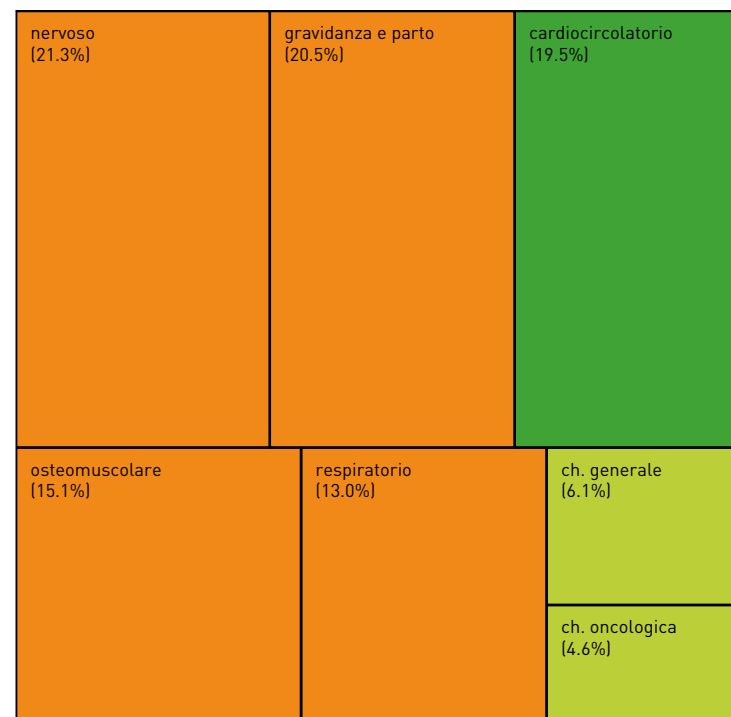 nervoso
(21.3%)
gravidanza e parto
(20.5%)
cardiocircolatorio
(19.5%)
osteomuscolare
(15.1%)
respiratorio
(13.0%)
ch. generale
(6.1%)
ch. oncologica
(4.6%)